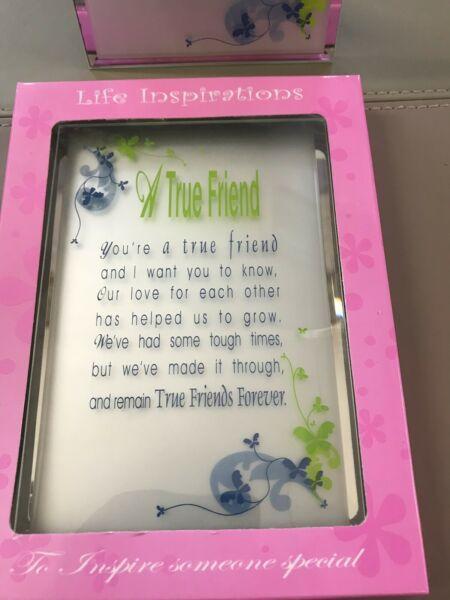 Life Inspirations
A True Friend
You're a true friend
and I want you to know,
Our love for each other
has helped us to grow.
We've had some tough times,
but we've made it through,
and remain True Friends Forever.
To Inspire someone special